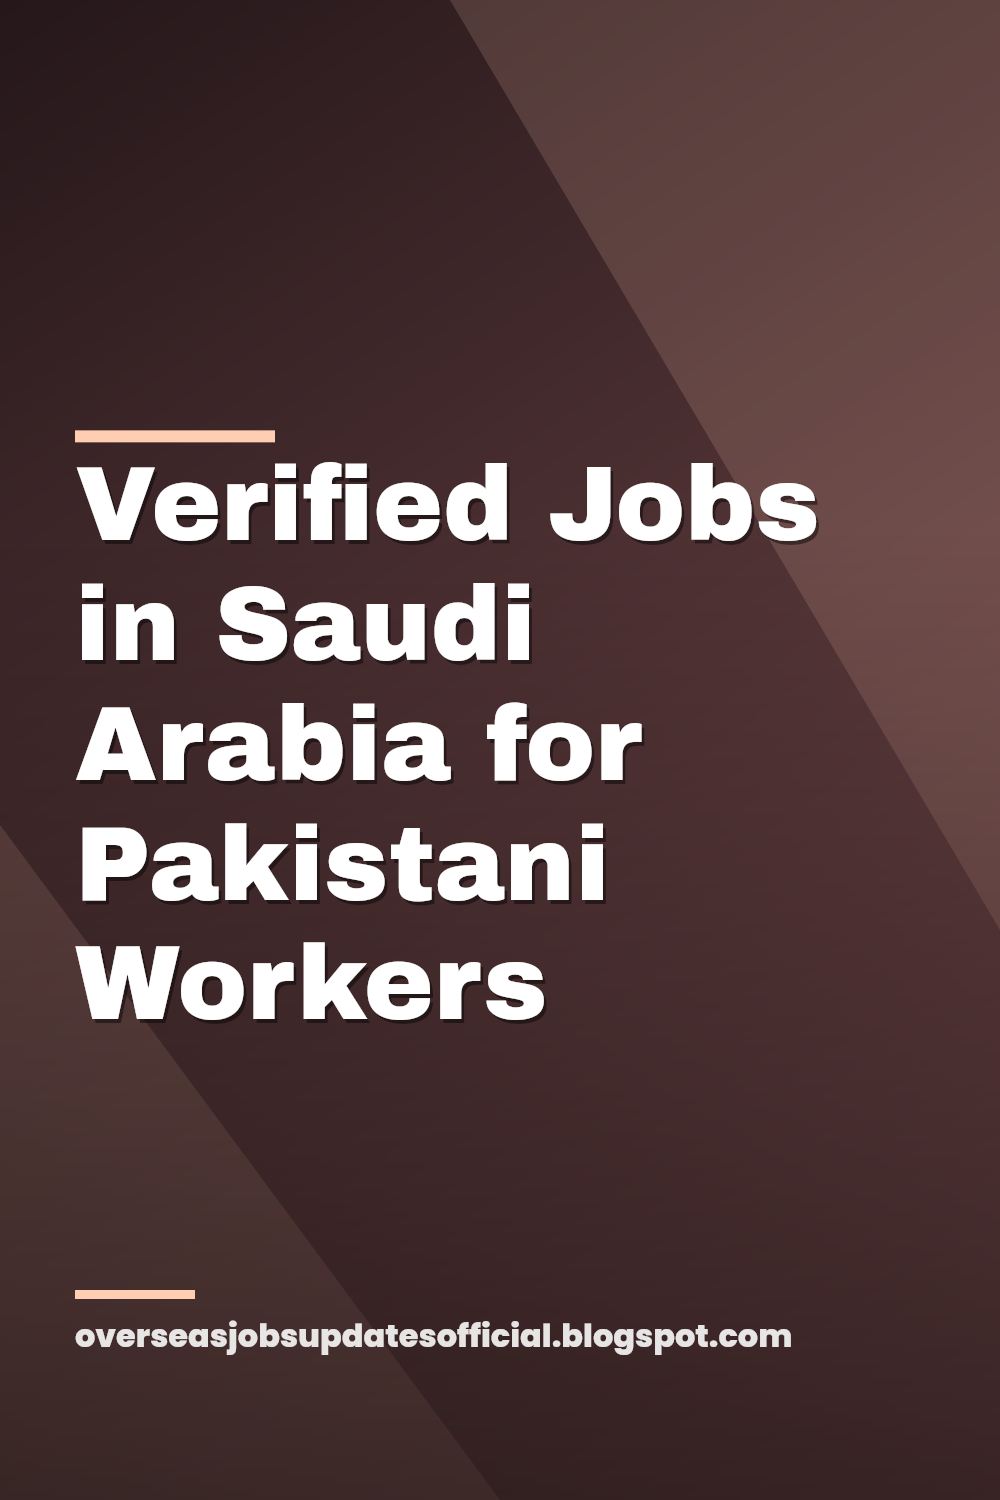 Verified Jobs
in Saudi
Arabia for
Pakistani
Workers
overseasjobsupdatesofficial.blogspot.com